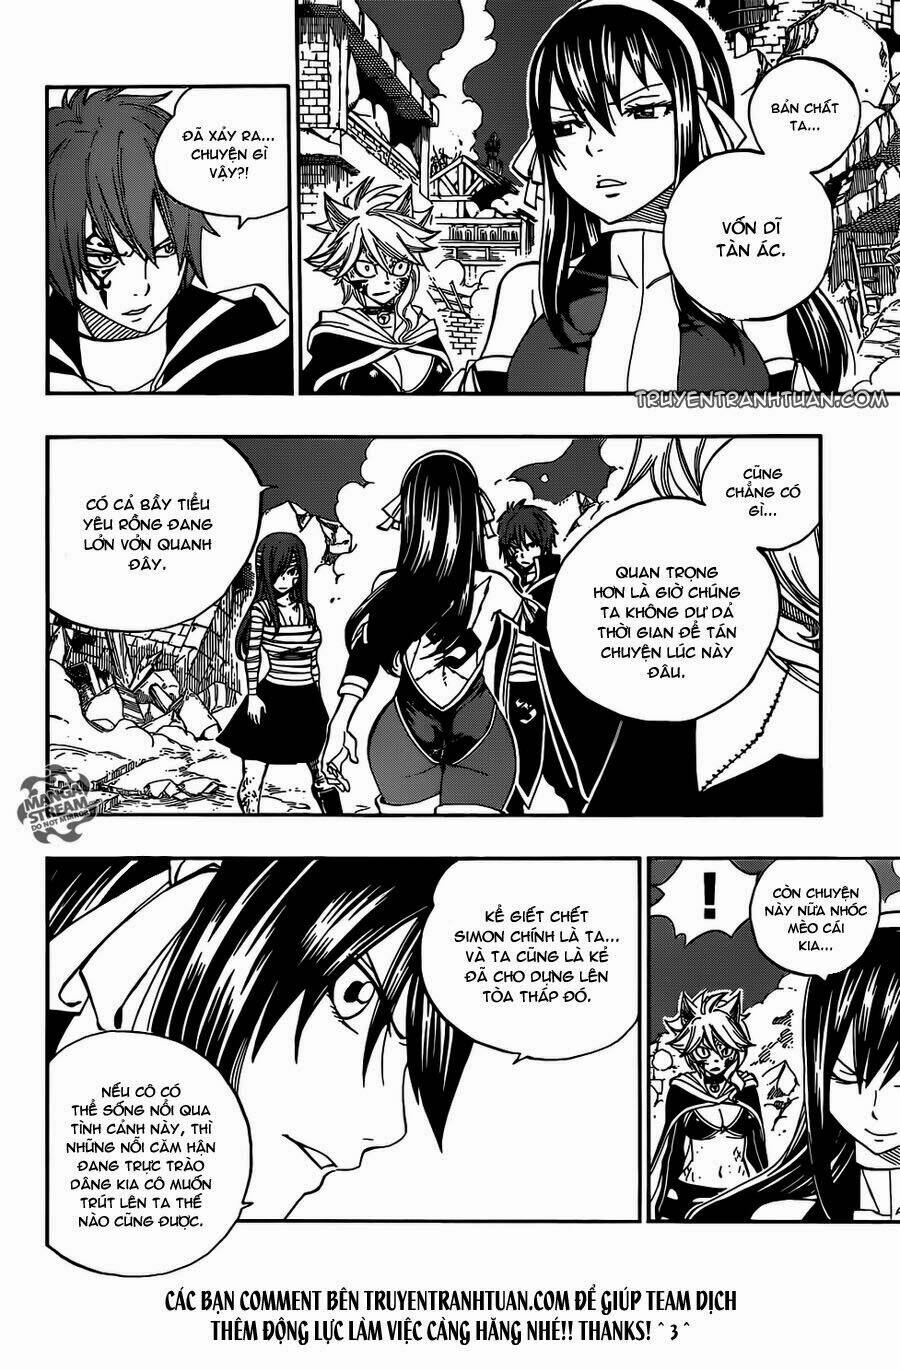 BẢN CHẤT
TA...
VỐN DĨ
TÀN ÁC.
ĐÃ XẢY RA...
CHUYỆN GÌ
VẬY?!
TRUYENTRANHTUAN.COM
CŨNG
CHẲNG CÓ
GÌ...
QUAN TRỌNG
HƠN LÀ GIỜ CHÚNG
TA KHÔNG DƯ DẢ
THỜI GIAN ĐỂ TÁN
CHUYỆN LÚC NÀY
ĐÂU.
CÓ CẢ BẦY TIỂU
YÊU RỒNG ĐANG
LỞN VỞN QUANH
ĐÂY.
MANGA
STREAM
DO NOT MIRROR
CÒN CHUYỆN
NÀY NỮA NHÓC
MÈO CÁI
KIA...
!
KẺ GIẾT CHẾT
SIMON CHÍNH LÀ TA...
VÀ TA CŨNG LÀ KẺ
ĐÃ CHO DỰNG LÊN
TÒA THÁP ĐÓ.
NẾU CÔ CÓ
THỂ SỐNG NỔI QUA
TÌNH CẢNH NÀY, THÌ
NHỮNG NỖI CĂM HẬN
ĐANG TRỰC TRÀO
DÂNG KIA CÔ MUỐN
TRÚT LÊN TA THẾ
NÀO CŨNG ĐƯỢC.
CÁC BẠN COMMENT BÊN TRUYENTRANHTUAN.COM ĐỂ GIÚP TEAM DỊCH
THÊM ĐỘNG LỰC LÀM VIỆC CÀNG HĂNG NHÉ!! THANKS! ^ 3 ^